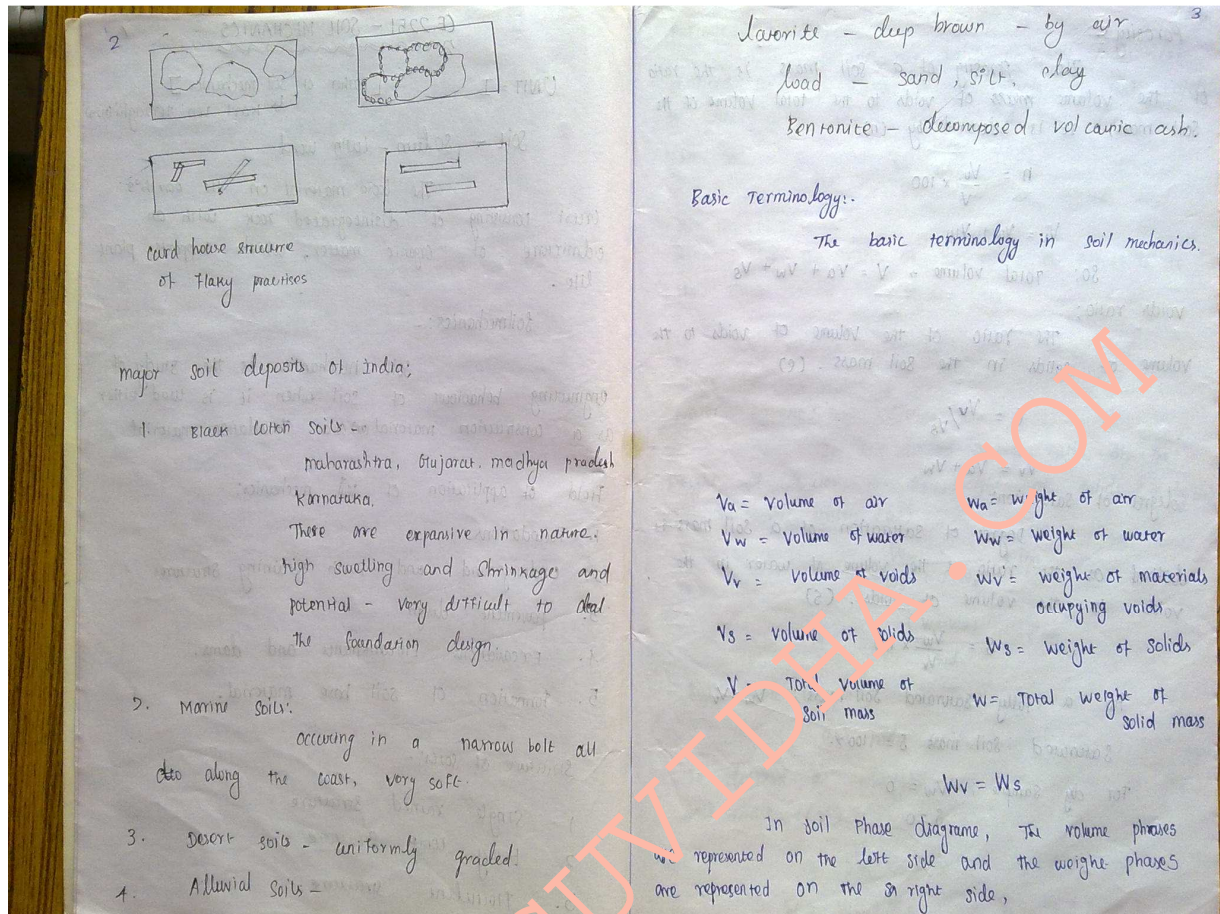 2
card house structure
of Flaky practises
major soil deposits of India;
1. Black cotton soils -
maharashtra, Gujarat. madhya pradesh
Karnataka.
These are expansive in nature.
high swelling and shrinkage and
potential - very difficult to deal
the foundation design.
2. Marine soils:
occuring in a narrow bolt all
along the coast, very soft.
3. Desert soils - uniformly graded.
4. Alluvial soils -
3
- deep brown - by air
load - sand, silt, clay
Bentonite - decomposed volcanic ash.
Basic Terminology:-
The basic terminology in soil mechanics.
Va = volume of air Wa = weight of air
Vw = volume of water Ww = weight of water
Vv = volume of voids Wv = weight of materials
occupying voids
Vs = volume of solids Ws = weight of solids
V = Total volume of
soil mass
W = Total weight of
solid mass
Wv = Ws
In soil Phase diagrame, The volume phrases
are represented on the left side and the weight phases
are represented on the right side,
UVIDHA.COM